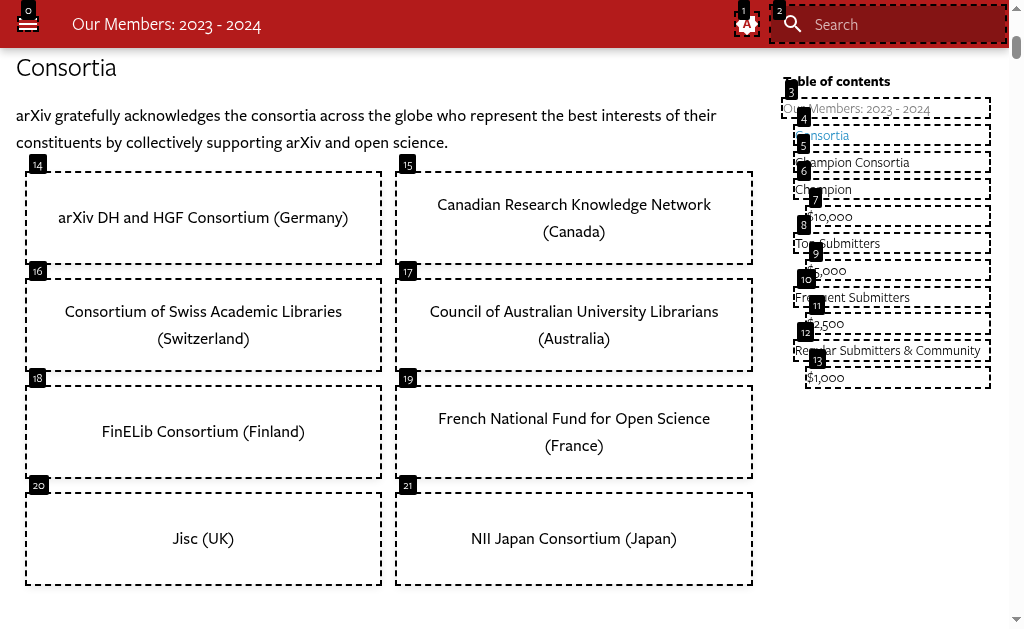 0
Our Members: 2023 - 2024
1
A
2
Search
Consortia
arXiv gratefully acknowledges the consortia across the globe who represent the best interests of their
constituents by collectively supporting arXiv and open science.
14
arXiv DH and HGF Consortium (Germany)
15
Canadian Research Knowledge Network
(Canada)
16
Consortium of Swiss Academic Libraries
(Switzerland)
17
Council of Australian University Librarians
(Australia)
18
FinELib Consortium (Finland)
19
French National Fund for Open Science
(France)
20
Jisc (UK)
21
NII Japan Consortium (Japan)
Table of contents
3
Our Members: 2023 - 2024
4
Consortia
5
Champion Consortia
6
Champion
7
$10,000
8
Top Submitters
9
$5,000
10
Frequent Submitters
11
$2,500
12
Regular Submitters & Community
13
$1,000